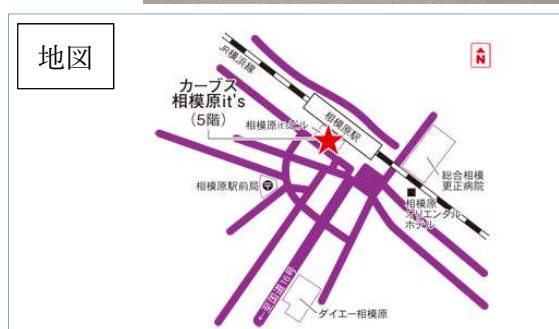 地図
JR横浜線
カーブス
相模原it's
(5階)
相模原駅
相模原itsビル
N
相模原駅前局
総合相模
更正病院
相模原
オリエンタル
ホテル
←至国道16号
ダイエー相模原